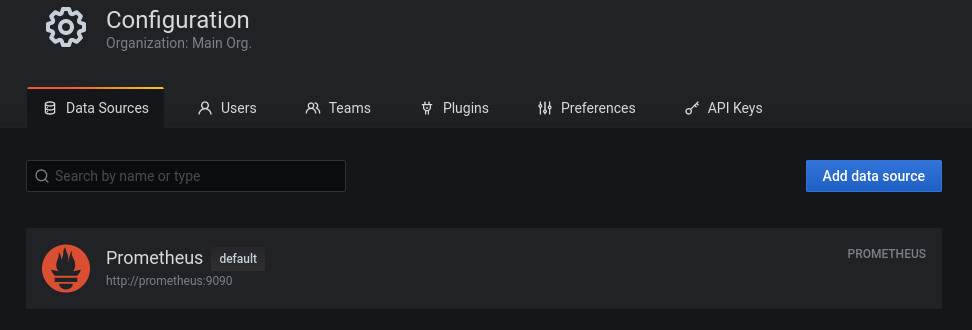 Configuration
Organization: Main Org.
Data Sources Users Teams Plugins Preferences API Keys
Search by name or type Add data source
Prometheus default PROMETHEUS
http://prometheus:9090